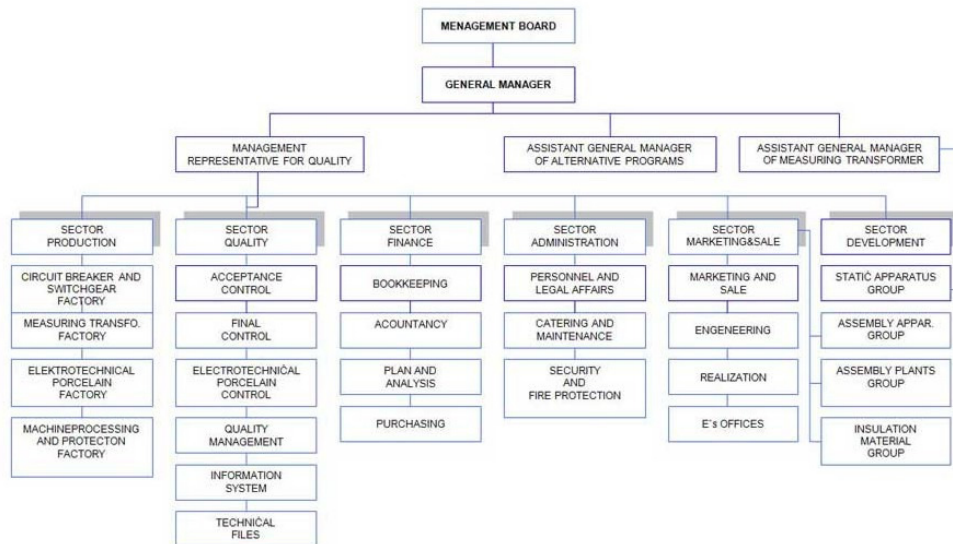 MENAGEMENT BOARD
GENERAL MANAGER
MANAGEMENT
REPRESENTATIVE FOR QUALITY
ASSISTANT GENERAL MANAGER
OF ALTERNATIVE PROGRAMS
ASSISTANT GENERAL MANAGER
OF MEASURING TRANSFORMER
SECTOR
PRODUCTION
CIRCUIT BREAKER AND
SWITCHGEAR
FACTORY
MEASURING TRANSFO.
FACTORY
ELEKTROTECHNICAL
PORCELAIN
FACTORY
MACHINEPROCESSING
AND PROTECTON
FACTORY
SECTOR
QUALITY
ACCEPTANCE
CONTROL
FINAL
CONTROL
ELECTROTECHNIČAL
PORCELAIN
CONTROL
QUALITY
MANAGEMENT
INFORMATION
SYSTEM
TECHNIČAL
FILES
SECTOR
FINANCE
BOOKKEEPING
ACOUNTANCY
PLAN AND
ANALYSIS
PURCHASING
SECTOR
ADMINISTRATION
PERSONNEL AND
LEGAL AFFAIRS
CATERING AND
MAINTENANCE
SECURITY
AND
FIRE PROTECTION
SECTOR
MARKETING&SALE
MARKETING AND
SALE
ENGENEERING
REALIZATION
E´s OFFICES
SECTOR
DEVELOPMENT
STATIČ APPARATUS
GROUP
ASSEMBLY APPAR.
GROUP
ASSEMBLY PLANTS
GROUP
INSULATION
MATERIAL
GROUP